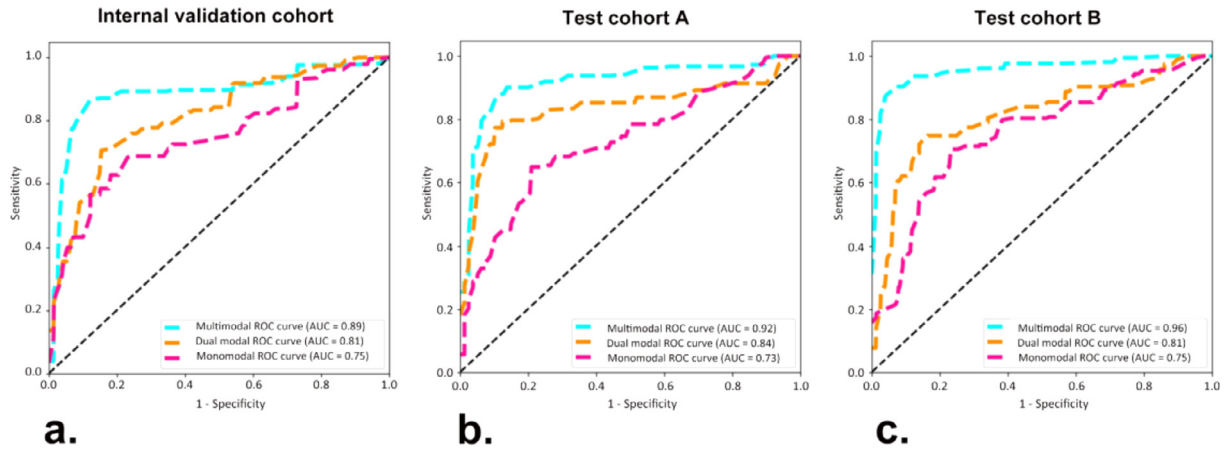 Internal validation cohort
Sensitivity
1.0
0.8
0.6
0.4
0.2
0.0
0.0 0.2 0.4 0.6 0.8 1.0
1 - Specificity
Multimodal ROC curve (AUC = 0.89)
Dual modal ROC curve (AUC = 0.81)
Monomodal ROC curve (AUC = 0.75)
a.
Test cohort A
Sensitivity
1.0
0.8
0.6
0.4
0.2
0.0
0.0 0.2 0.4 0.6 0.8 1.0
1 - Specificity
Multimodal ROC curve (AUC = 0.92)
Dual modal ROC curve (AUC = 0.84)
Monomodal ROC curve (AUC = 0.73)
b.
Test cohort B
Sensitivity
1.0
0.8
0.6
0.4
0.2
0.0
0.0 0.2 0.4 0.6 0.8 1.0
1 - Specificity
Multimodal ROC curve (AUC = 0.96)
Dual modal ROC curve (AUC = 0.81)
Monomodal ROC curve (AUC = 0.75)
c.